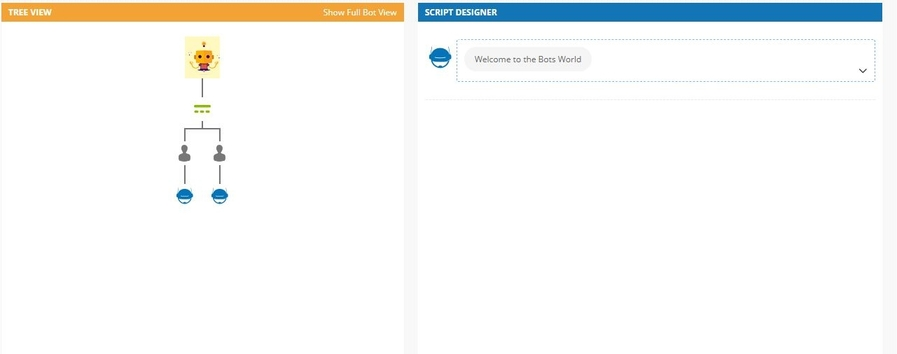 TREE VIEW
Show Full Bot View
SCRIPT DESIGNER
Welcome to the Bots World